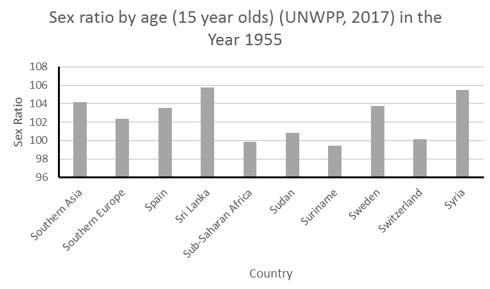 Sex ratio by age (15 year olds) (UNWPP, 2017) in the
Year 1955
108
106
104
102
100
98
96
Sex Ratio
Southern Asia
Southern Europe
Spain
Sri Lanka
Sub-Saharan Africa
Sudan
Suriname
Sweden
Switzerland
Syria
Country